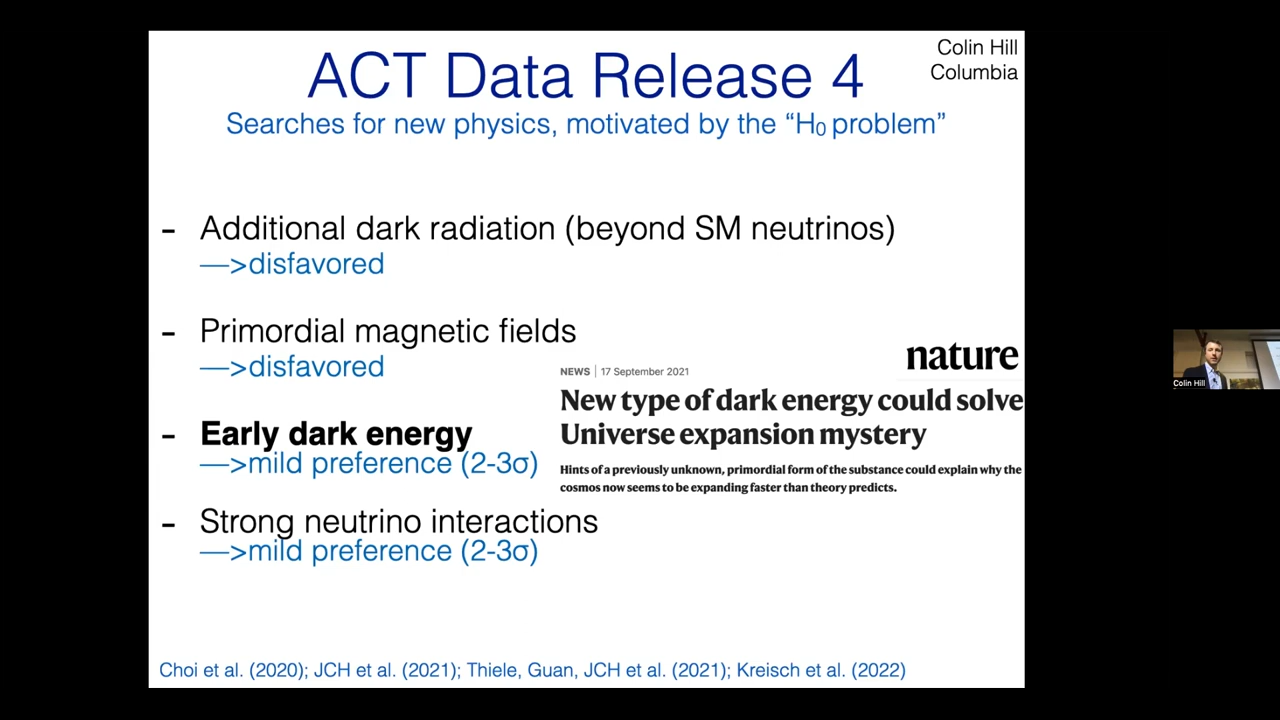 Colin Hill
Columbia
ACT Data Release 4
Searches for new physics, motivated by the “H₀ problem”
- Additional dark radiation (beyond SM neutrinos)
—>disfavored
- Primordial magnetic fields
—>disfavored
- Early dark energy
—>mild preference (2-3σ)
- Strong neutrino interactions
—>mild preference (2-3σ)
nature
NEWS | 17 September 2021
New type of dark energy could solve
Universe expansion mystery
Hints of a previously unknown, primordial form of the substance could explain why the
cosmos now seems to be expanding faster than theory predicts.
Choi et al. (2020); JCH et al. (2021); Thiele, Guan, JCH et al. (2021); Kreisch et al. (2022)
Colin Hill